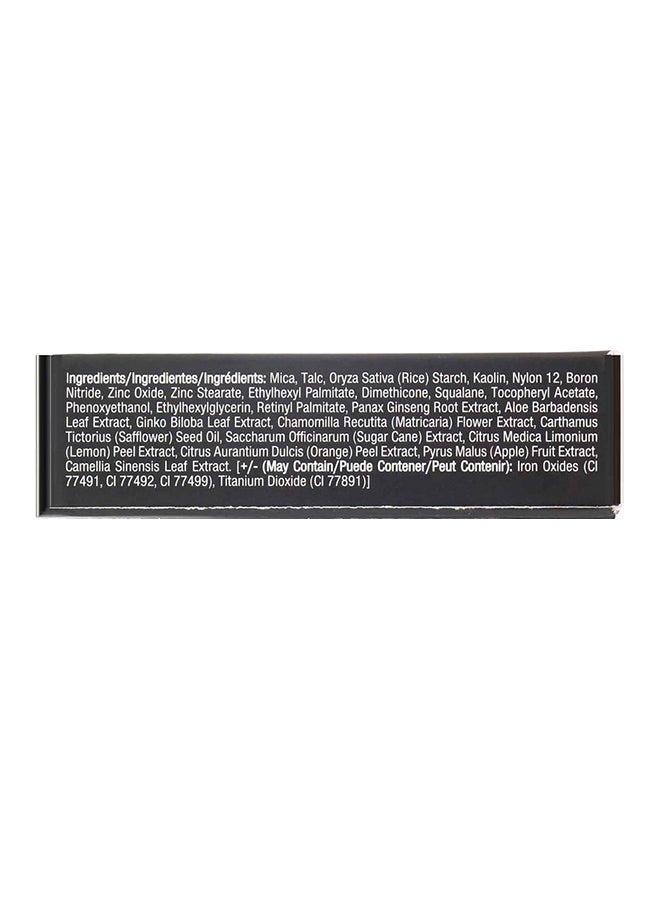 Ingredients/Ingredientes/Ingrédients: Mica, Talc, Oryza Sativa (Rice) Starch, Kaolin, Nylon 12, Boron
Nitride, Zinc Oxide, Zinc Stearate, Ethylhexyl Palmitate, Dimethicone, Squalane, Tocopheryl Acetate,
Phenoxyethanol, Ethylhexylglycerin, Retinyl Palmitate, Panax Ginseng Root Extract, Aloe Barbadensis
Leaf Extract, Ginko Biloba Leaf Extract, Chamomilla Recutita (Matricaria) Flower Extract, Carthamus
Tictorius (Safflower) Seed Oil, Saccharum Officinarum (Sugar Cane) Extract, Citrus Medica Limonium
(Lemon) Peel Extract, Citrus Aurantium Dulcis (Orange) Peel Extract, Pyrus Malus (Apple) Fruit Extract,
Camellia Sinensis Leaf Extract. [+/- (May Contain/Puede Contener/Peut Contenir): Iron Oxides (CI
77491, CI 77492, CI 77499), Titanium Dioxide (CI 77891)]